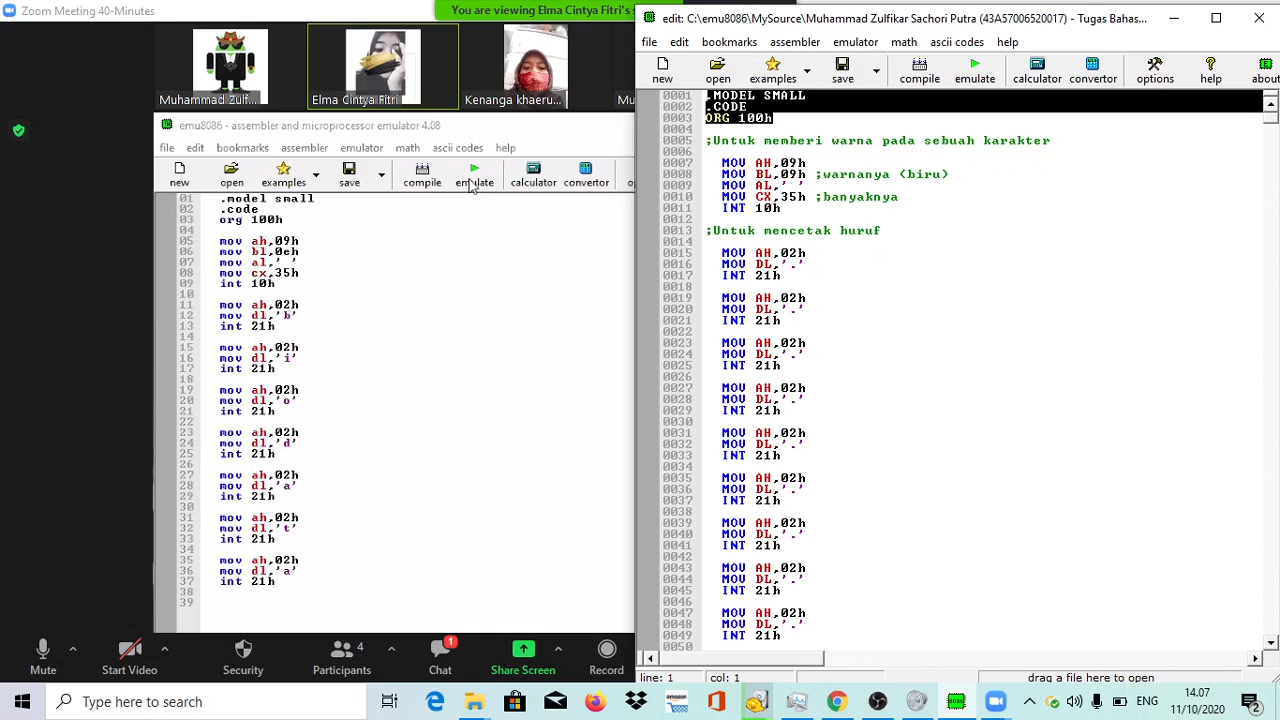 Zoom Meeting 40-Minutes
You are viewing Elma Cintya Fitri's s
Muhammad Zulf...
Elma Cintya Fitri
Kenanga khaeru...
Mu
emu8086 - assembler and microprocessor emulator 4.08
file edit bookmarks assembler emulator math ascii codes help
new open examples save compile emulate calculator convertor op
01 .model small
02 .code
03 org 100h
04
05 mov ah,09h
06 mov bl,0eh
07 mov al,' '
08 mov cx,35h
09 int 10h
10
11 mov ah,02h
12 mov dl,'b'
13 int 21h
14
15 mov ah,02h
16 mov dl,'i'
17 int 21h
18
19 mov ah,02h
20 mov dl,'o'
21 int 21h
22
23 mov ah,02h
24 mov dl,'d'
25 int 21h
26
27 mov ah,02h
28 mov dl,'a'
29 int 21h
30
31 mov ah,02h
32 mov dl,'t'
33 int 21h
34
35 mov ah,02h
36 mov dl,'a'
37 int 21h
38
39
edit: C:\emu8086\MySource\Muhammad Zulfikar Sachori Putra (43A57006520017) - Tugas Bahas...
file edit bookmarks assembler emulator math ascii codes help
new open examples save compile emulate calculator convertor options help about
0001 .MODEL SMALL
0002 .CODE
0003 ORG 100h
0004
0005 ;Untuk memberi warna pada sebuah karakter
0006
0007 MOV AH,09h
0008 MOV BL,09h ;warnanya (biru)
0009 MOV AL,' '
0010 MOV CX,35h ;banyaknya
0011 INT 10h
0012
0013 ;Untuk mencetak huruf
0014
0015 MOV AH,02h
0016 MOV DL,'.'
0017 INT 21h
0018
0019 MOV AH,02h
0020 MOV DL,'.'
0021 INT 21h
0022
0023 MOV AH,02h
0024 MOV DL,'.'
0025 INT 21h
0026
0027 MOV AH,02h
0028 MOV DL,'.'
0029 INT 21h
0030
0031 MOV AH,02h
0032 MOV DL,'.'
0033 INT 21h
0034
0035 MOV AH,02h
0036 MOV DL,'.'
0037 INT 21h
0038
0039 MOV AH,02h
0040 MOV DL,'.'
0041 INT 21h
0042
0043 MOV AH,02h
0044 MOV DL,'.'
0045 INT 21h
0046
0047 MOV AH,02h
0048 MOV DL,'.'
0049 INT 21h
0050
line: 1 col: 1 drag a file here to open
Mute Start Video Security Participants 4 Chat 1 Share Screen Record
Type here to search
amazon
ENG
14.07
11/10/2020
2